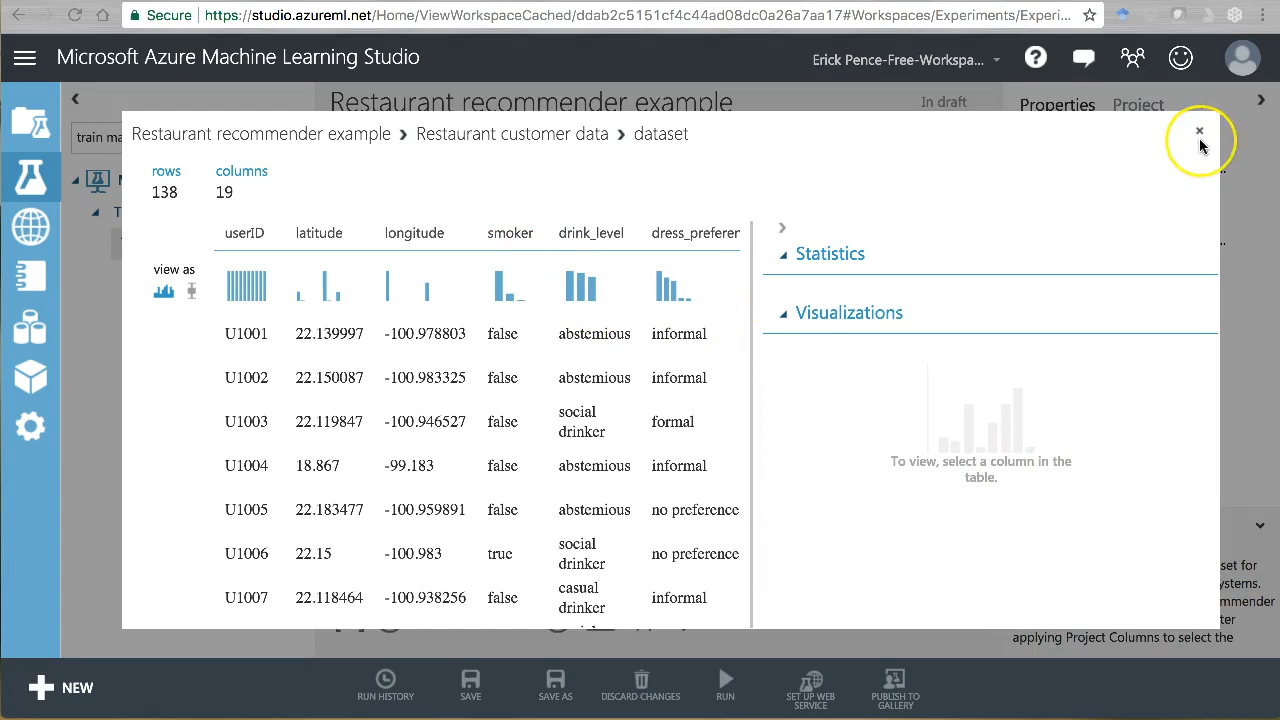 Secure
https://studio.azureml.net/Home/ViewWorkspaceCached/ddab2c5151cf4c44ad08dc0a26a7aa17#Workspaces/Experiments/Experi...
Microsoft Azure Machine Learning Studio
Erick Pence-Free-Workspa...
Restaurant recommender example
In draft
Properties Project
train ma
Restaurant recommender example > Restaurant customer data > dataset
rows columns
138 19
userID latitude longitude smoker drink_level dress_preferer
view as
U1001 22.139997 -100.978803 false abstemious informal
U1002 22.150087 -100.983325 false abstemious informal
U1003 22.119847 -100.946527 false social drinker formal
U1004 18.867 -99.183 false abstemious informal
U1005 22.183477 -100.959891 false abstemious no preference
U1006 22.15 -100.983 true social drinker no preference
U1007 22.118464 -100.938256 false casual drinker informal
Statistics
Visualizations
To view, select a column in the
table.
set for
ystems.
mmender
ter
applying Project Columns to select the
NEW
RUN HISTORY
SAVE
SAVE AS
DISCARD CHANGES
RUN
SET UP WEB
SERVICE
PUBLISH TO
GALLERY